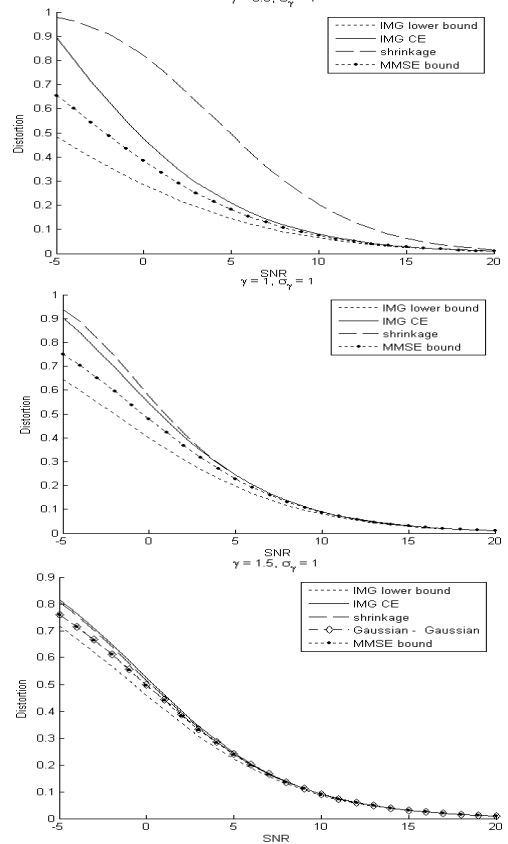 1
0.9
0.8
0.7
0.6
0.5
0.4
0.3
0.2
0.1
0
Distortion
IMG lower bound
IMG CE
shrinkage
MMSE bound
-5 0 5 10 15 20
SNR
γ = 1, σγ = 1
1
0.9
0.8
0.7
0.6
0.5
0.4
0.3
0.2
0.1
0
Distortion
IMG lower bound
IMG CE
shrinkage
MMSE bound
-5 0 5 10 15 20
SNR
γ = 1.5, σγ = 1
0.9
0.8
0.7
0.6
0.5
0.4
0.3
0.2
0.1
0
Distortion
IMG lower bound
IMG CE
shrinkage
Gaussian - Gaussian
MMSE bound
-5 0 5 10 15 20
SNR